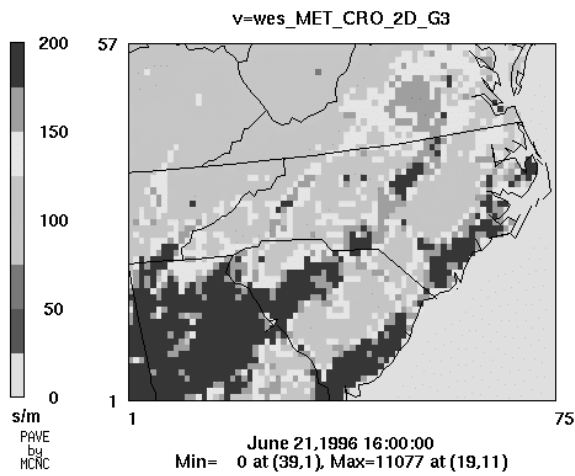 v=wes_MET_CRO_2D_G3
200
150
100
50
0
s/m
PAVE
by
MCNC
57
1
1
75
June 21,1996 16:00:00
Min= 0 at (39,1), Max=11077 at (19,11)